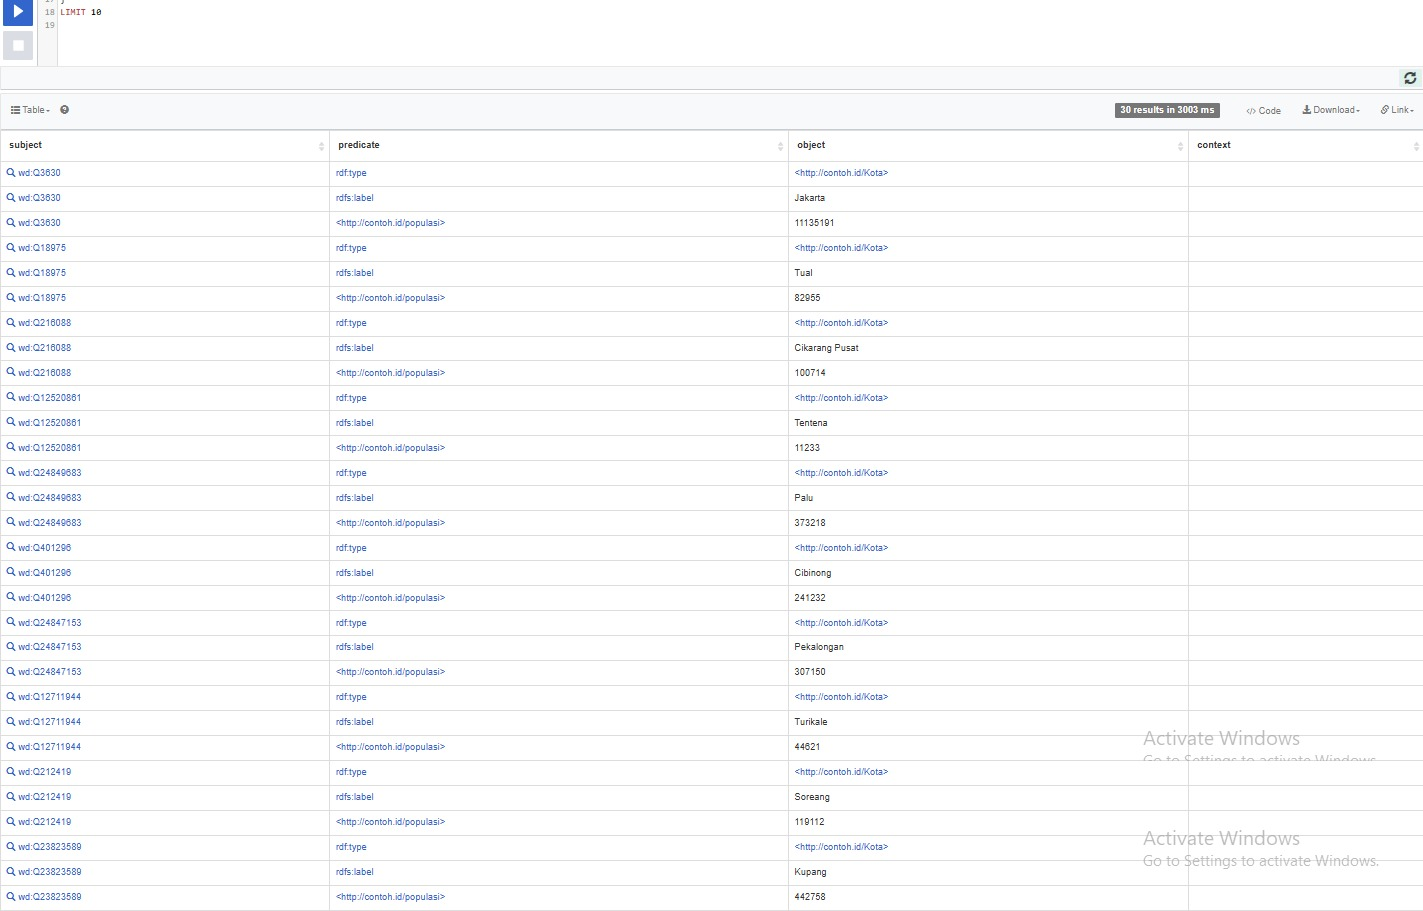 18 LIMIT 10
19
Table
30 results in 3003 ms </> Code Download Link
subject predicate object context
wd:Q3630 rdf:type <http://contoh.id/Kota>
wd:Q3630 rdfs:label Jakarta
wd:Q3630 <http://contoh.id/populasi> 11135191
wd:Q18975 rdf:type <http://contoh.id/Kota>
wd:Q18975 rdfs:label Tual
wd:Q18975 <http://contoh.id/populasi> 82955
wd:Q216088 rdf:type <http://contoh.id/Kota>
wd:Q216088 rdfs:label Cikarang Pusat
wd:Q216088 <http://contoh.id/populasi> 100714
wd:Q12520861 rdf:type <http://contoh.id/Kota>
wd:Q12520861 rdfs:label Tentena
wd:Q12520861 <http://contoh.id/populasi> 11233
wd:Q24849683 rdf:type <http://contoh.id/Kota>
wd:Q24849683 rdfs:label Palu
wd:Q24849683 <http://contoh.id/populasi> 373218
wd:Q401296 rdf:type <http://contoh.id/Kota>
wd:Q401296 rdfs:label Cibinong
wd:Q401296 <http://contoh.id/populasi> 241232
wd:Q24847153 rdf:type <http://contoh.id/Kota>
wd:Q24847153 rdfs:label Pekalongan
wd:Q24847153 <http://contoh.id/populasi> 307150
wd:Q12711944 rdf:type <http://contoh.id/Kota>
wd:Q12711944 rdfs:label Turikale
Activate Windows
wd:Q12711944 <http://contoh.id/populasi> 44621
Go to Settings to activate Windows.
wd:Q212419 rdf:type <http://contoh.id/Kota>
wd:Q212419 rdfs:label Soreang
wd:Q212419 <http://contoh.id/populasi> 119112
Activate Windows
wd:Q23823589 rdf:type <http://contoh.id/Kota>
Go to Settings to activate Windows.
wd:Q23823589 rdfs:label Kupang
wd:Q23823589 <http://contoh.id/populasi> 442758